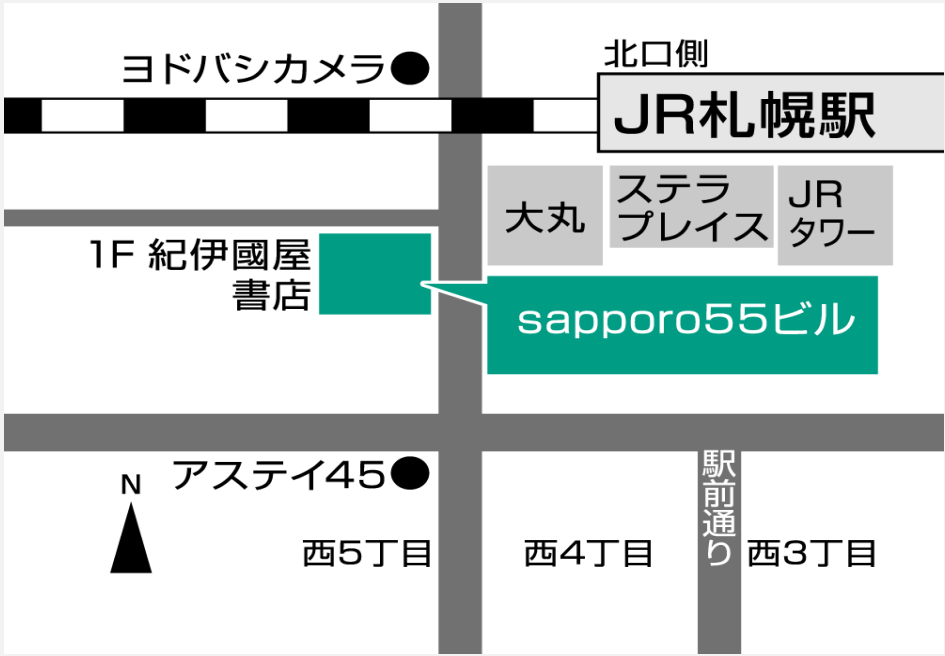 北口側
ヨドバシカメラ
JR札幌駅
大丸
ステラ
プレイス
JR
タワー
1F 紀伊國屋
書店
sapporo55ビル
アスティ45
N
駅前通り
西5丁目
西4丁目
西3丁目